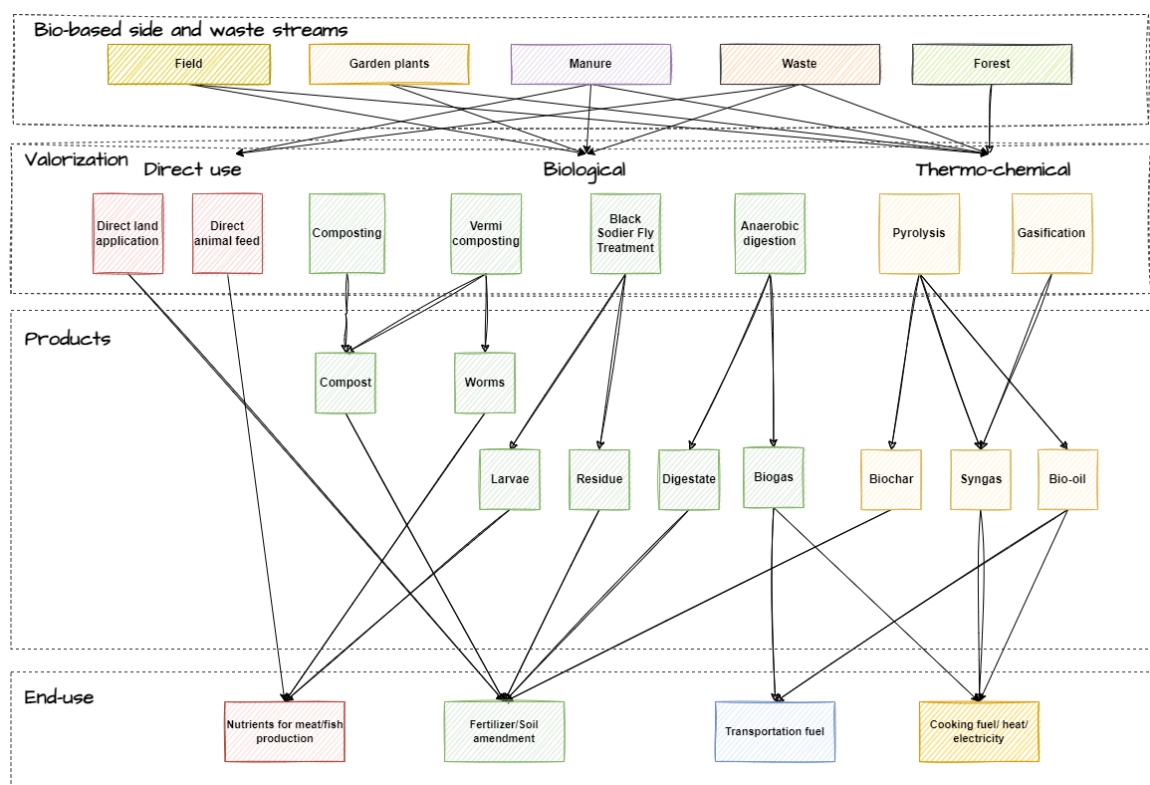 Bio-based side and waste streams
Field
Garden plants
Manure
Waste
Forest
Valorization
Direct use
Biological
Thermo-chemical
Direct land
application
Direct
animal feed
Composting
Vermi
composting
Black
Sodier Fly
Treatment
Anaerobic
digestion
Pyrolysis
Gasification
Products
Compost
Worms
Larvae
Residue
Digestate
Biogas
Biochar
Syngas
Bio-oil
End-use
Nutrients for meat/fish
production
Fertilizer/Soil
amendment
Transportation fuel
Cooking fuel/ heat/
electricity